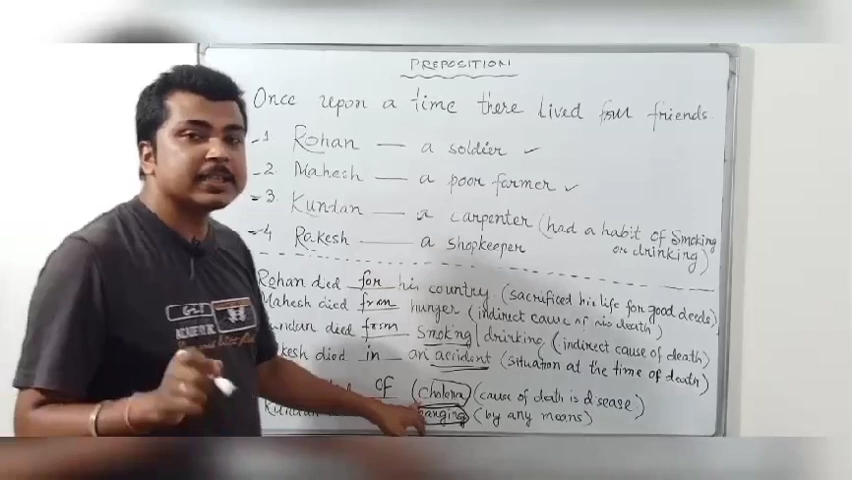 PREPOSITION
Once upon a time there lived four friends.
1 Rohan — a soldier ✓
2. Mahesh — a poor farmer ✓
3. Kundan — a carpenter (had a habit of Smoking
or drinking)
4 Rakesh — a shopkeeper
Rohan died for his country. (sacrificed his life for good deeds)
Mahesh died from hunger (indirect cause of his death)
Kundan died from smoking/drinking (indirect cause of death)
kesh died in an accident (situation at the time of death)
of (cholera) (cause of death is disease)
Kundan hanging (by any means)